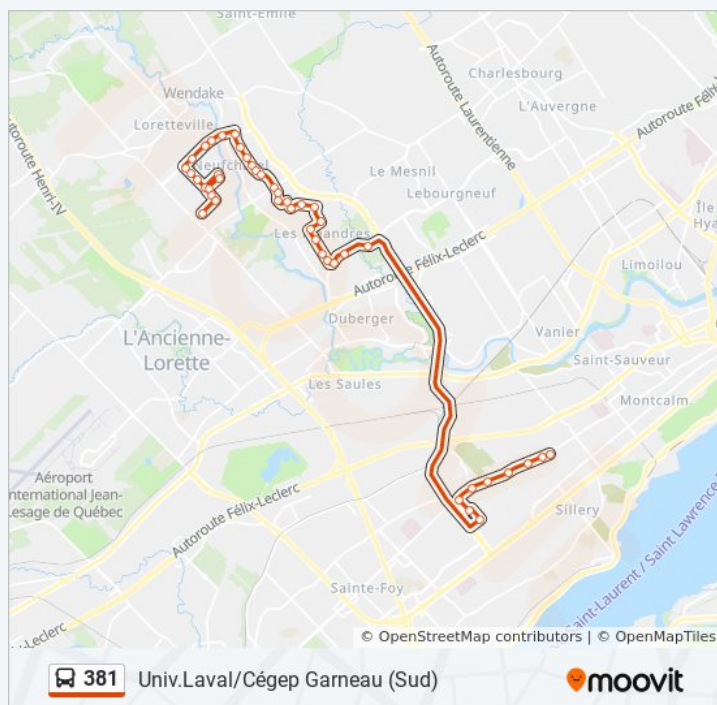 Saint-Émile
Wendake
Charlesbourg
L'Auvergne
Autoroute Laurentienne
Autoroute Félix
Loretteville
Neufchâtel
Le Mesnil
Lebourgneuf
Autoroute Henri-IV
Île
Hya
Autoroute Félix-Leclerc
Limoilou
Duberger
Vanier
L'Ancienne-
Lorette
Saint-Sauveur
Les Saules
Montcalm
Aéroport
International Jean-
Lesage de Québec
Autoroute Félix-Leclerc
Sillery
Sainte-Foy
Saint-Laurent / Saint Lawrence
-Leclerc
© OpenStreetMap contributors | © OpenMapTiles
381 Univ.Laval/Cégep Garneau (Sud)
moovit